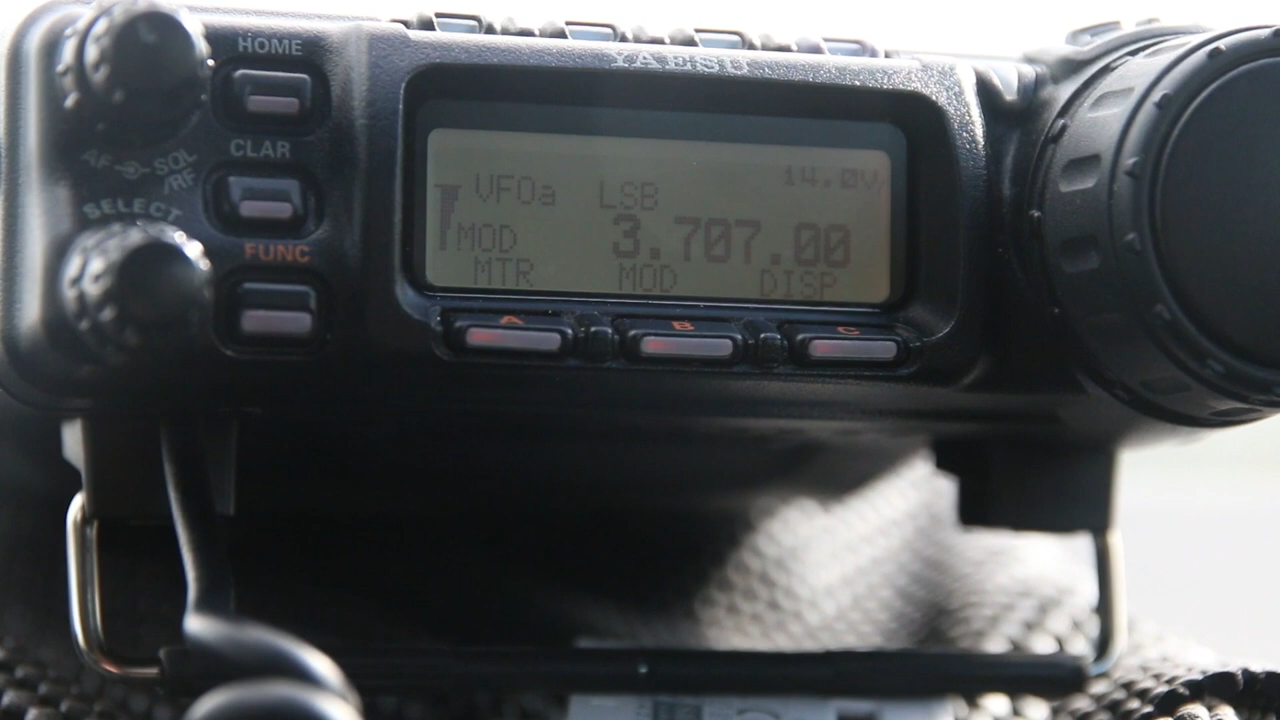 YAESU
HOME
CLAR
AF SQL
/RF
SELECT
FUNC
14.0V
VFOa LSB
MOD 3.707.00
MTR MOD DISP
A B C